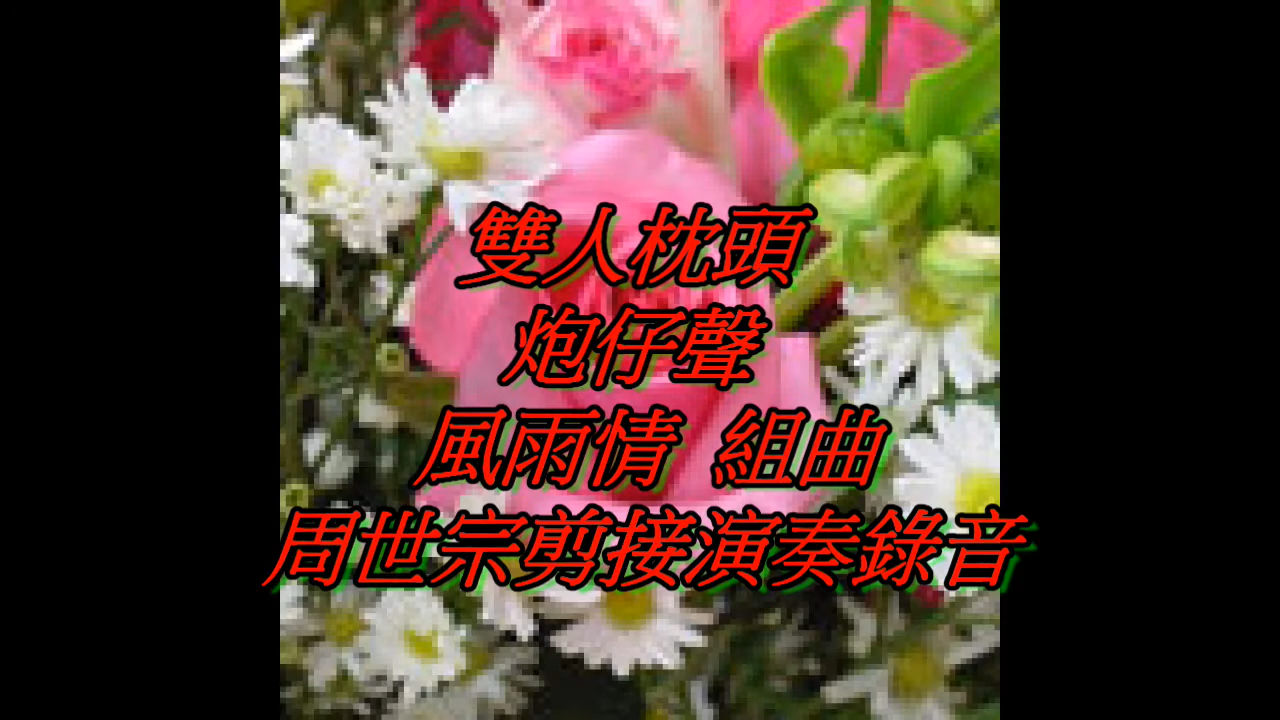 雙人枕頭
炮仔聲
風雨情 組曲
周世宗剪接演奏錄音